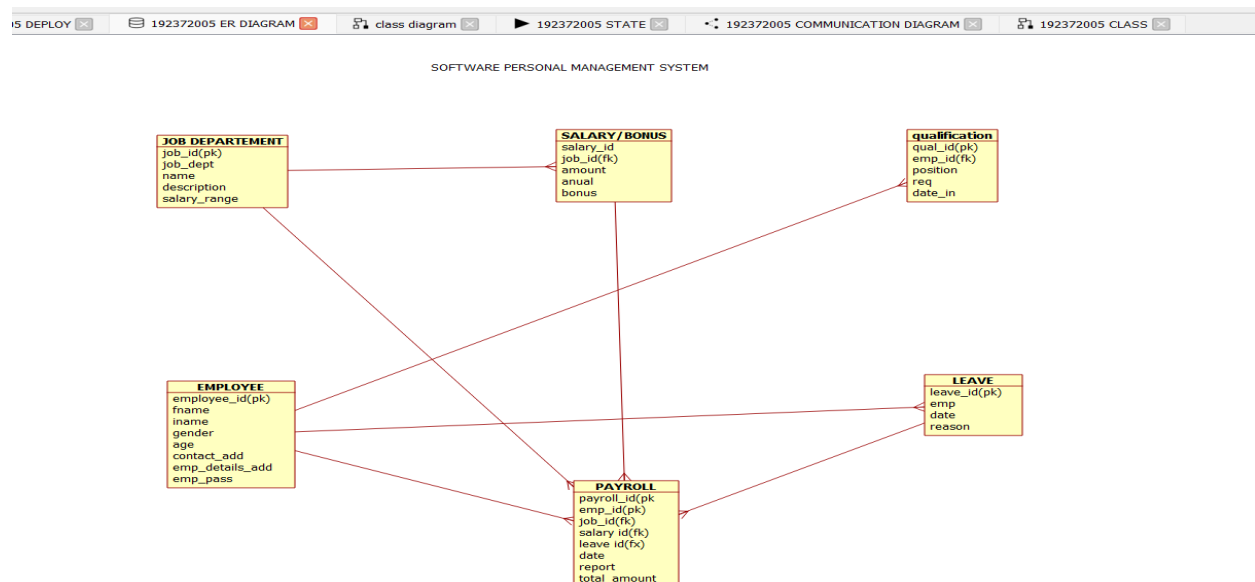 05 DEPLOY
192372005 ER DIAGRAM
class diagram
192372005 STATE
192372005 COMMUNICATION DIAGRAM
192372005 CLASS
SOFTWARE PERSONAL MANAGEMENT SYSTEM
JOB DEPARTEMENT
job_id(pk)
job_dept
name
description
salary_range
SALARY/BONUS
salary_id
job_id(fk)
amount
anual
bonus
qualification
qual_id(pk)
emp_id(fk)
position
req
date_in
EMPLOYEE
employee_id(pk)
fname
iname
gender
age
contact_add
emp_details_add
emp_pass
LEAVE
leave_id(pk)
emp
date
reason
PAYROLL
payroll_id(pk
emp_id(pk)
job_id(fk)
salary id(fk)
leave id(fx)
date
report
total_amount